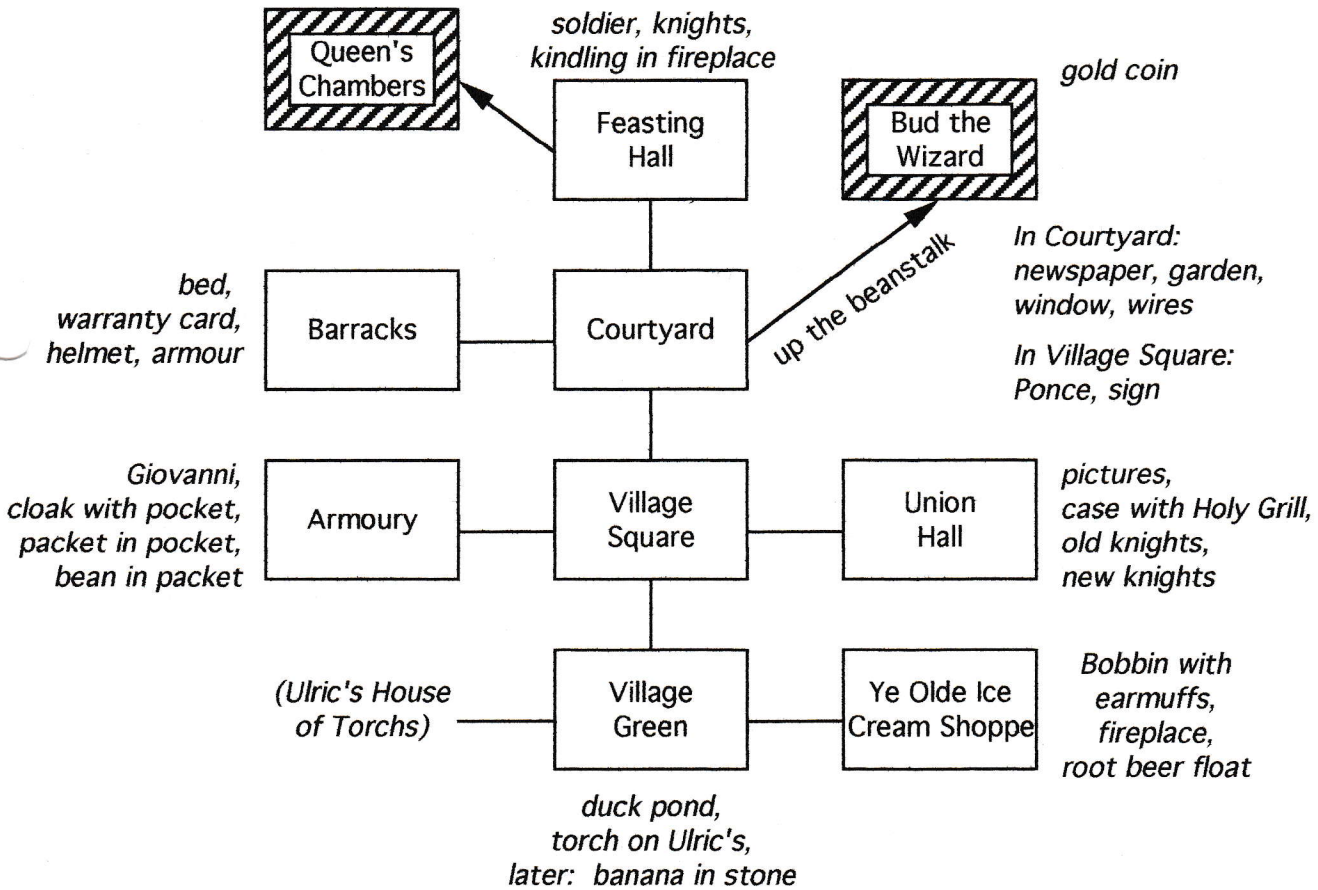 Queen's
Chambers
soldier, knights,
kindling in fireplace
Feasting
Hall
Bud the
Wizard
gold coin
up the beanstalk
In Courtyard:
newspaper, garden,
window, wires
In Village Square:
Ponce, sign
bed,
warranty card,
helmet, armour
Barracks
Courtyard
Giovanni,
cloak with pocket,
packet in pocket,
bean in packet
Armoury
Village
Square
Union
Hall
pictures,
case with Holy Grill,
old knights,
new knights
(Ulric's House
of Torchs)
Village
Green
Ye Olde Ice
Cream Shoppe
Bobbin with
earmuffs,
fireplace,
root beer float
duck pond,
torch on Ulric's,
later: banana in stone